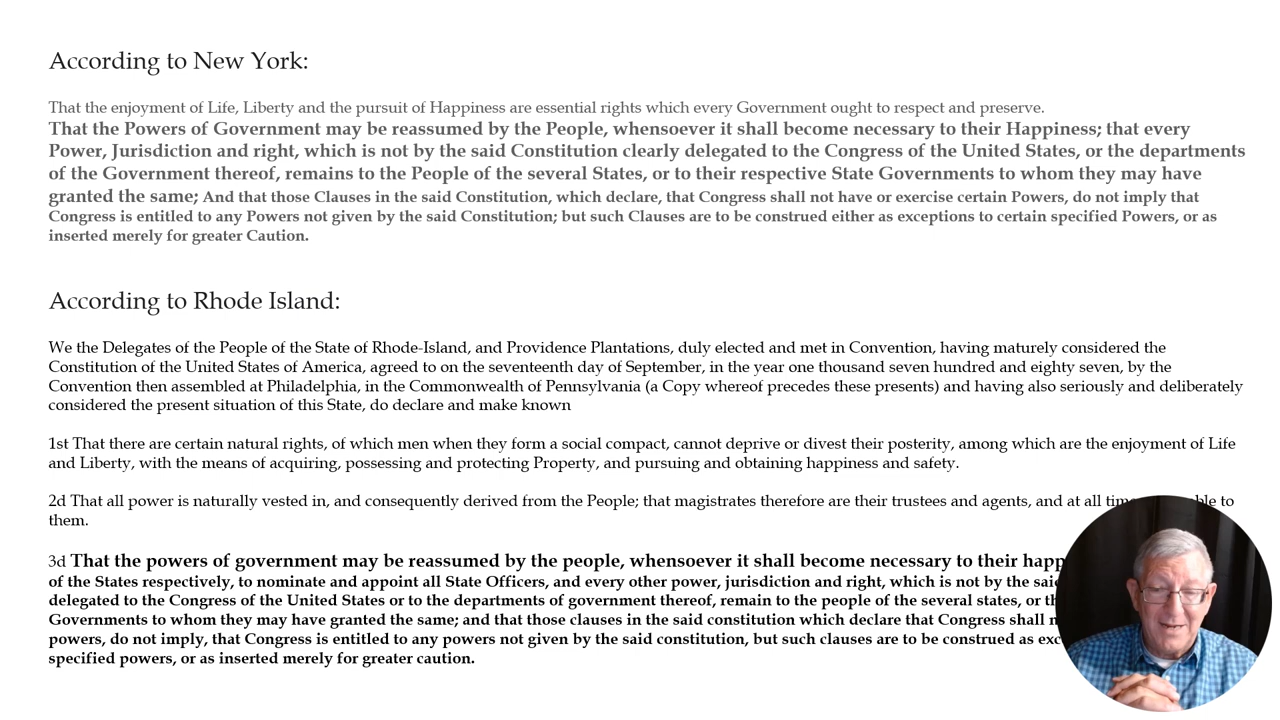 According to New York:
That the enjoyment of Life, Liberty and the pursuit of Happiness are essential rights which every Government ought to respect and preserve.
That the Powers of Government may be reassumed by the People, whensoever it shall become necessary to their Happiness; that every
Power, Jurisdiction and right, which is not by the said Constitution clearly delegated to the Congress of the United States, or the departments
of the Government thereof, remains to the People of the several States, or to their respective State Governments to whom they may have
granted the same; And that those Clauses in the said Constitution, which declare, that Congress shall not have or exercise certain Powers, do not imply that
Congress is entitled to any Powers not given by the said Constitution; but such Clauses are to be construed either as exceptions to certain specified Powers, or as
inserted merely for greater Caution.
According to Rhode Island:
We the Delegates of the People of the State of Rhode-Island, and Providence Plantations, duly elected and met in Convention, having maturely considered the
Constitution of the United States of America, agreed to on the seventeenth day of September, in the year one thousand seven hundred and eighty seven, by the
Convention then assembled at Philadelphia, in the Commonwealth of Pennsylvania (a Copy whereof precedes these presents) and having also seriously and deliberately
considered the present situation of this State, do declare and make known
1st That there are certain natural rights, of which men when they form a social compact, cannot deprive or divest their posterity, among which are the enjoyment of Life
and Liberty, with the means of acquiring, possessing and protecting Property, and pursuing and obtaining happiness and safety.
2d That all power is naturally vested in, and consequently derived from the People; that magistrates therefore are their trustees and agents, and at all to
them.
3d That the powers of government may be reassumed by the people, whensoever it shall become necessary to their
of the States respectively, to nominate and appoint all State Officers, and every other power, jurisdiction and right, which is not by the
delegated to the Congress of the United States or to the departments of government thereof, remain to the people of the several states, or
Governments to whom they may have granted the same; and that those clauses in the said constitution which declare that Congress shall
powers, do not imply, that Congress is entitled to any powers not given by the said constitution, but such clauses are to be construed as
specified powers, or as inserted merely for greater caution.